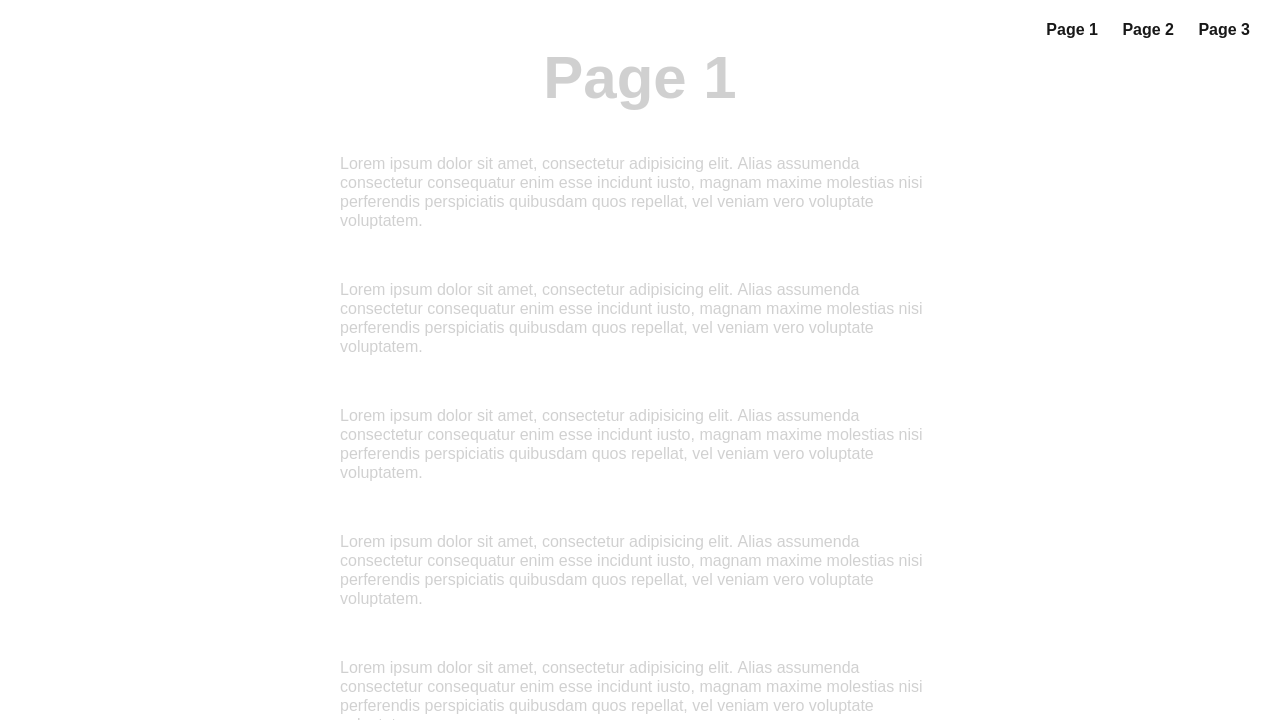 Page 1 Page 2 Page 3
Page 1
Lorem ipsum dolor sit amet, consectetur adipisicing elit. Alias assumenda
consectetur consequatur enim esse incidunt iusto, magnam maxime molestias nisi
perferendis perspiciatis quibusdam quos repellat, vel veniam vero voluptate
voluptatem.
Lorem ipsum dolor sit amet, consectetur adipisicing elit. Alias assumenda
consectetur consequatur enim esse incidunt iusto, magnam maxime molestias nisi
perferendis perspiciatis quibusdam quos repellat, vel veniam vero voluptate
voluptatem.
Lorem ipsum dolor sit amet, consectetur adipisicing elit. Alias assumenda
consectetur consequatur enim esse incidunt iusto, magnam maxime molestias nisi
perferendis perspiciatis quibusdam quos repellat, vel veniam vero voluptate
voluptatem.
Lorem ipsum dolor sit amet, consectetur adipisicing elit. Alias assumenda
consectetur consequatur enim esse incidunt iusto, magnam maxime molestias nisi
perferendis perspiciatis quibusdam quos repellat, vel veniam vero voluptate
voluptatem.
Lorem ipsum dolor sit amet, consectetur adipisicing elit. Alias assumenda
consectetur consequatur enim esse incidunt iusto, magnam maxime molestias nisi
perferendis perspiciatis quibusdam quos repellat, vel veniam vero voluptate